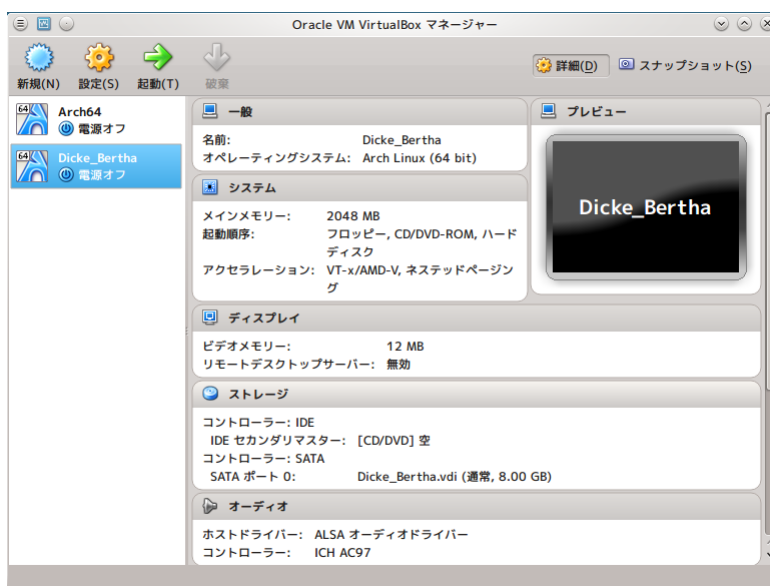 Oracle VM VirtualBox マネージャー
新規(N) 設定(S) 起動(T) 破棄
詳細(D) スナップショット(S)
64 Arch64
電源オフ
64 Dicke_Bertha
電源オフ
一般
名前: Dicke_Bertha
オペレーティングシステム: Arch Linux (64 bit)
システム
メインメモリー: 2048 MB
起動順序: フロッピー, CD/DVD-ROM, ハード
ディスク
アクセラレーション: VT-x/AMD-V, ネステッドページン
グ
プレビュー
Dicke_Bertha
ディスプレイ
ビデオメモリー: 12 MB
リモートデスクトップサーバー: 無効
ストレージ
コントローラー: IDE
IDE セカンダリマスター: [CD/DVD] 空
コントローラー: SATA
SATA ポート 0: Dicke_Bertha.vdi (通常, 8.00 GB)
オーディオ
ホストドライバー: ALSA オーディオドライバー
コントローラー: ICH AC97